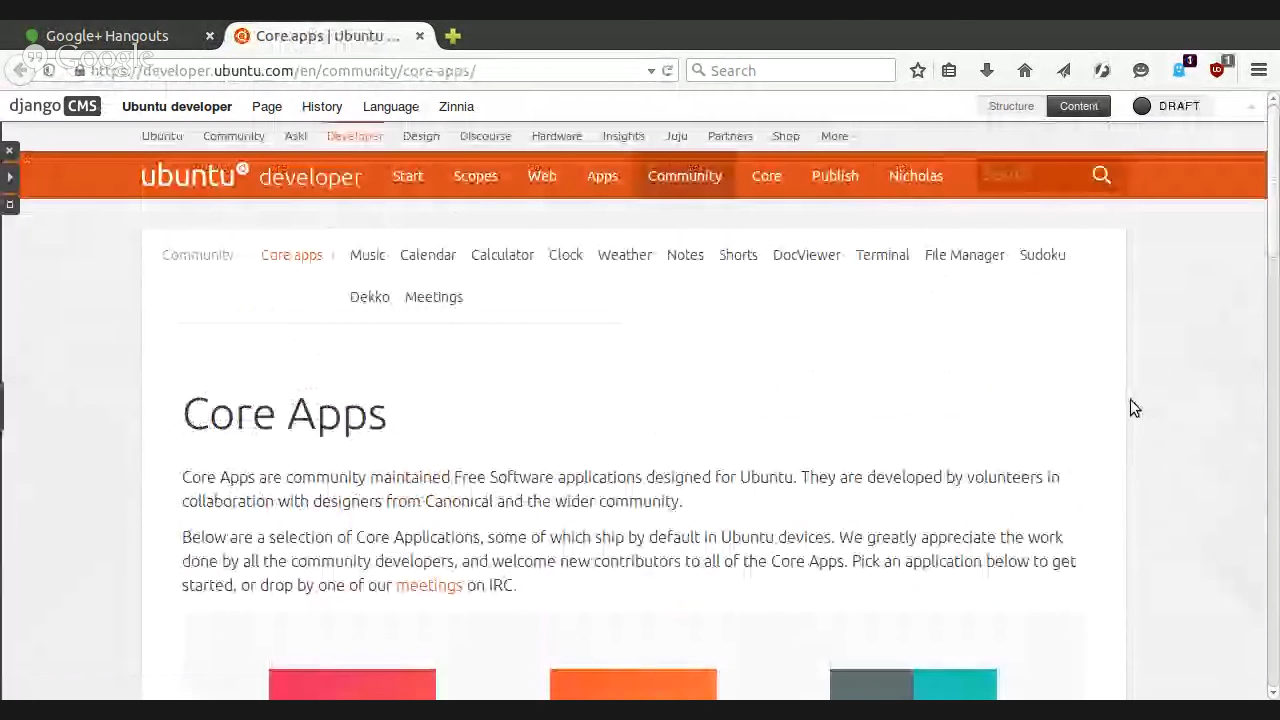 Google+ Hangouts
Core apps | Ubuntu ...
Google
https://developer.ubuntu.com/en/community/core-apps/
Search
1
1
django CMS
Ubuntu developer
Page
History
Language
Zinnia
Structure
Content
DRAFT
Ubuntu
Community
Ask!
Developer
Design
Discourse
Hardware
Insights
Juju
Partners
Shop
More
ubuntu developer
Start
Scopes
Web
Apps
Community
Core
Publish
Nicholas
Search
Community
Core apps
Music
Calendar
Calculator
Clock
Weather
Notes
Shorts
DocViewer
Terminal
File Manager
Sudoku
Dekko
Meetings
Core Apps
Core Apps are community maintained Free Software applications designed for Ubuntu. They are developed by volunteers in
collaboration with designers from Canonical and the wider community.
Below are a selection of Core Applications, some of which ship by default in Ubuntu devices. We greatly appreciate the work
done by all the community developers, and welcome new contributors to all of the Core Apps. Pick an application below to get
started, or drop by one of our meetings on IRC.